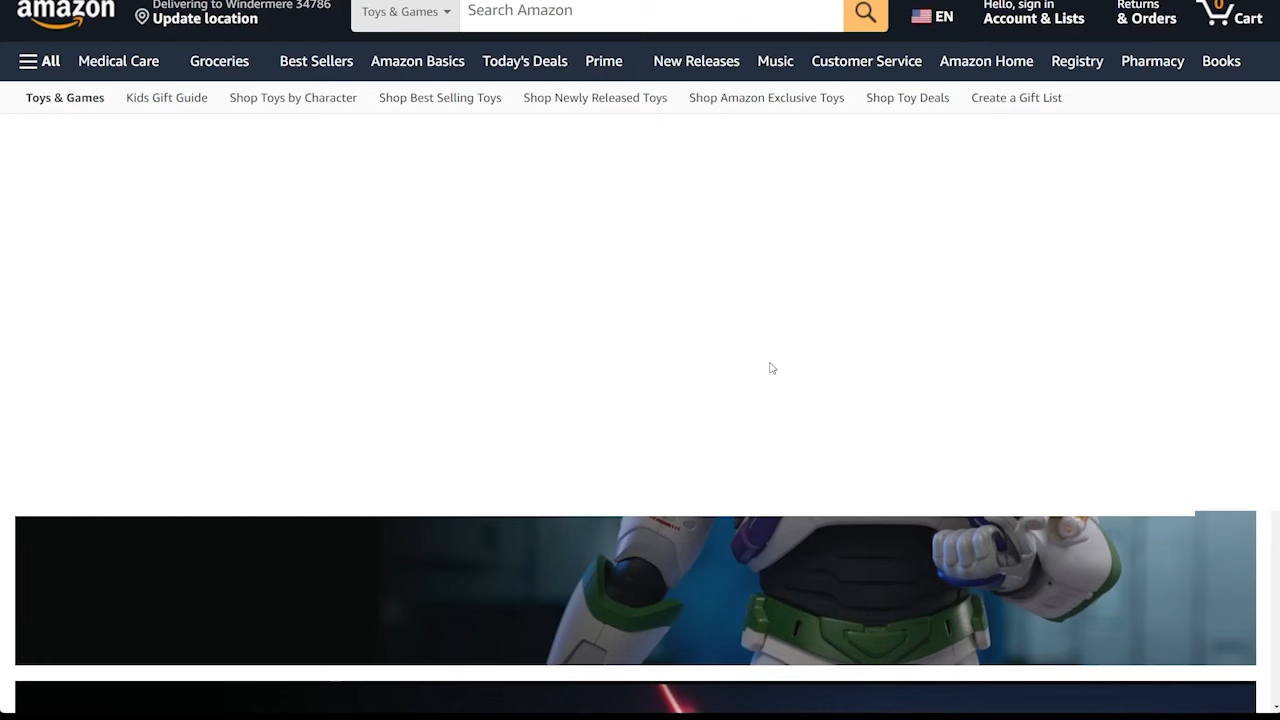 amazon
Delivering to Windermere 34786
Update location
Toys & Games
Search Amazon
EN
Hello, sign in
Account & Lists
Returns
& Orders
0
Cart
All
Medical Care
Groceries
Best Sellers
Amazon Basics
Today's Deals
Prime
New Releases
Music
Customer Service
Amazon Home
Registry
Pharmacy
Books
Toys & Games
Kids Gift Guide
Shop Toys by Character
Shop Best Selling Toys
Shop Newly Released Toys
Shop Amazon Exclusive Toys
Shop Toy Deals
Create a Gift List